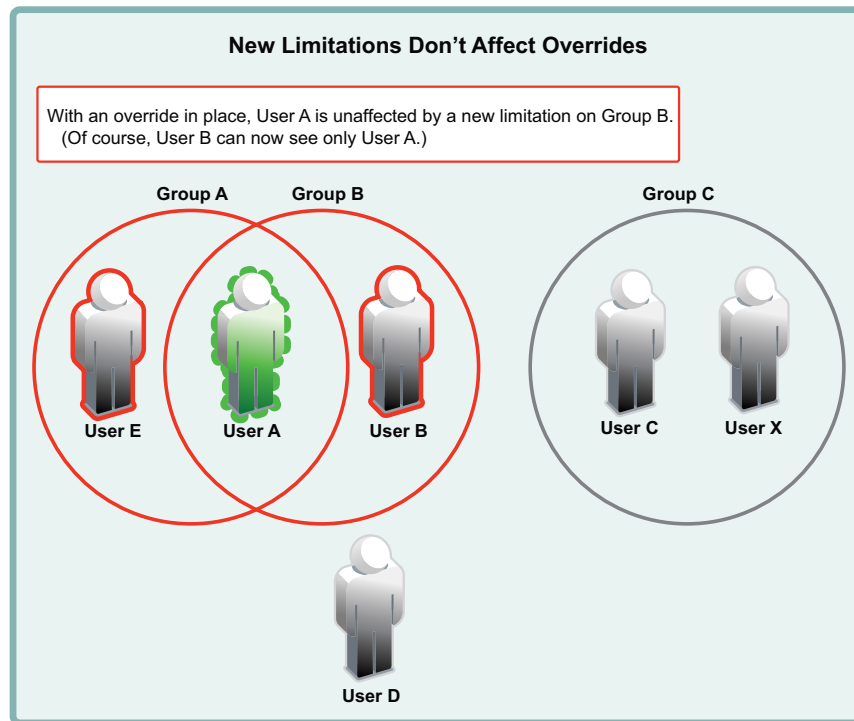 New Limitations Don't Affect Overrides
With an override in place, User A is unaffected by a new limitation on Group B.
(Of course, User B can now see only User A.)
Group A
Group B
Group C
User E
User A
User B
User C
User X
User D